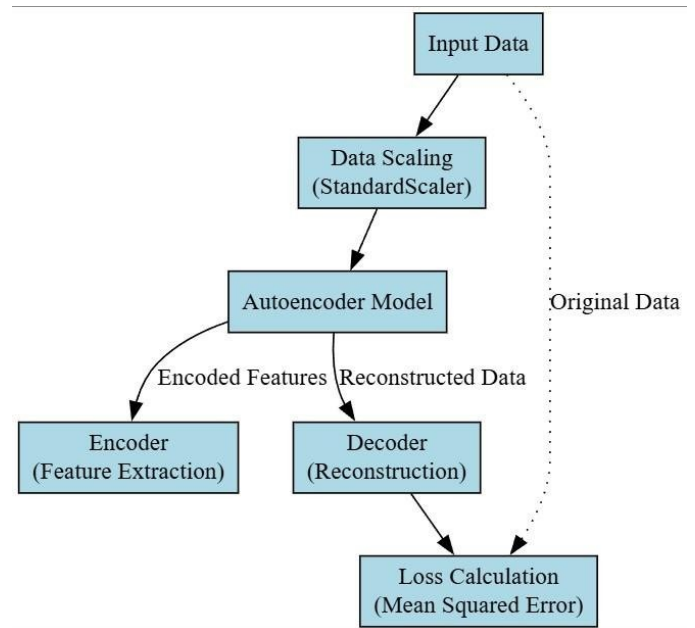 Input Data
Data Scaling
(StandardScaler)
Autoencoder Model
Original Data
Encoded Features
Reconstructed Data
Encoder
(Feature Extraction)
Decoder
(Reconstruction)
Loss Calculation
(Mean Squared Error)